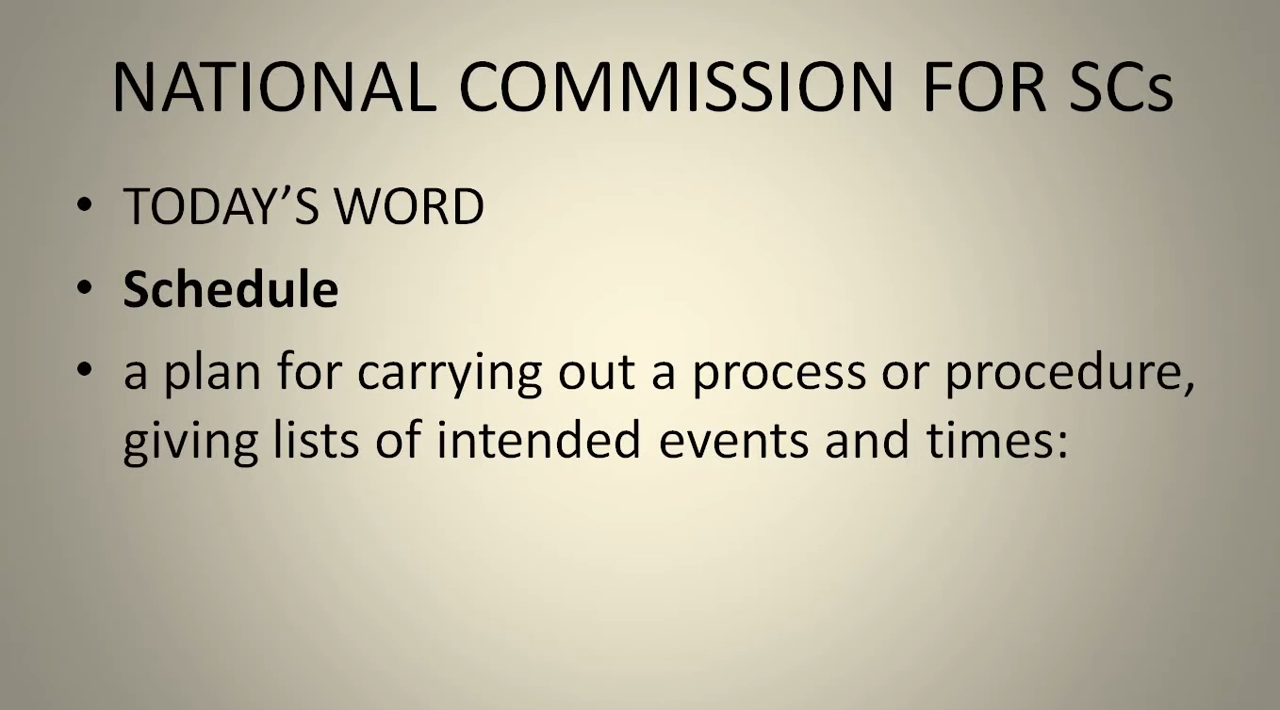 NATIONAL COMMISSION FOR SCs
• TODAY’S WORD
• Schedule
• a plan for carrying out a process or procedure,
giving lists of intended events and times: